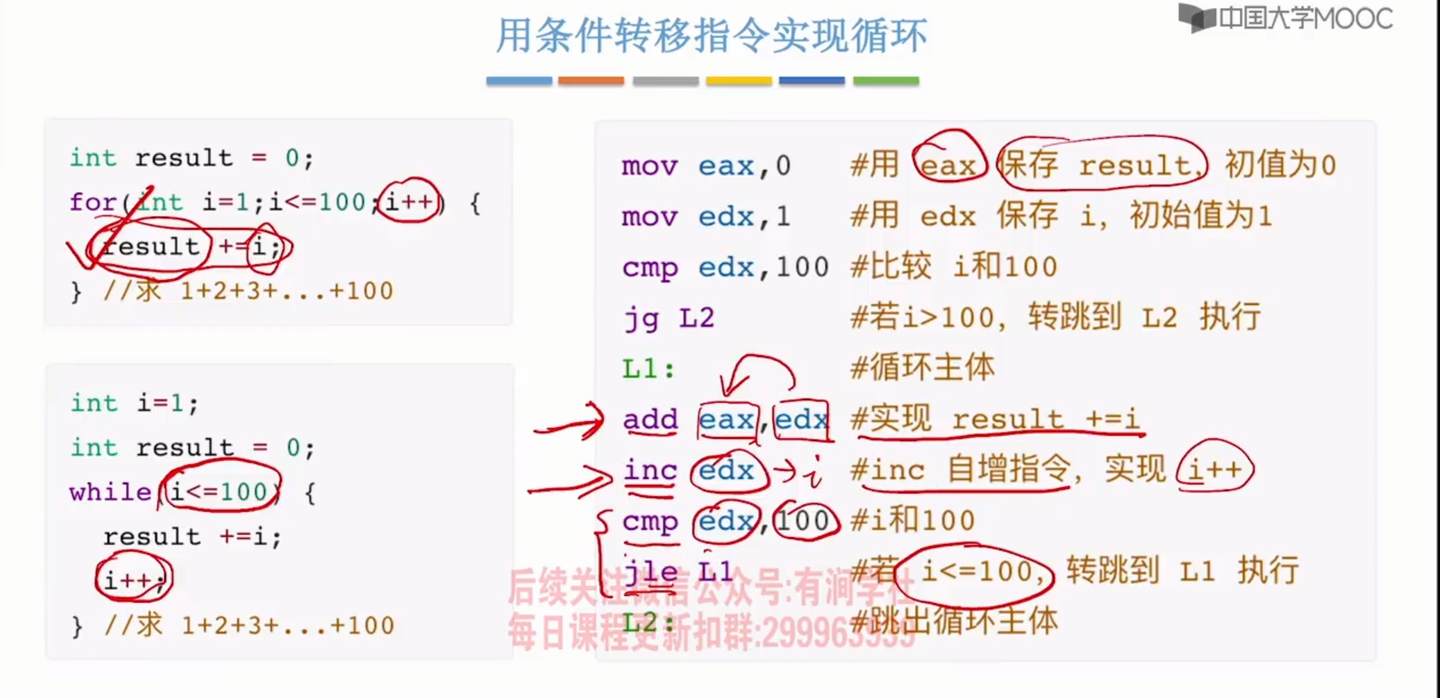 用条件转移指令实现循环
中国大学MOOC
int result = 0;
for(int i=1;i<=100;i++) {
result +=i;
} //求 1+2+3+...+100
int i=1;
int result = 0;
while(i<=100) {
result +=i;
i++;
} //求 1+2+3+...+100
mov eax,0 #用 eax 保存 result, 初值为0
mov edx,1 #用 edx 保存 i, 初始值为1
cmp edx,100 #比较 i和100
jg L2 #若i>100, 转跳到 L2 执行
L1: #循环主体
add eax,edx #实现 result +=i
inc edx →i #inc 自增指令, 实现 i++
cmp edx,100 #i和100
jle L1 #若 i<=100, 转跳到 L1 执行
L2: #跳出循环主体
后续关注微信公众号:有涧学社
每日课程更新扣群:299963939